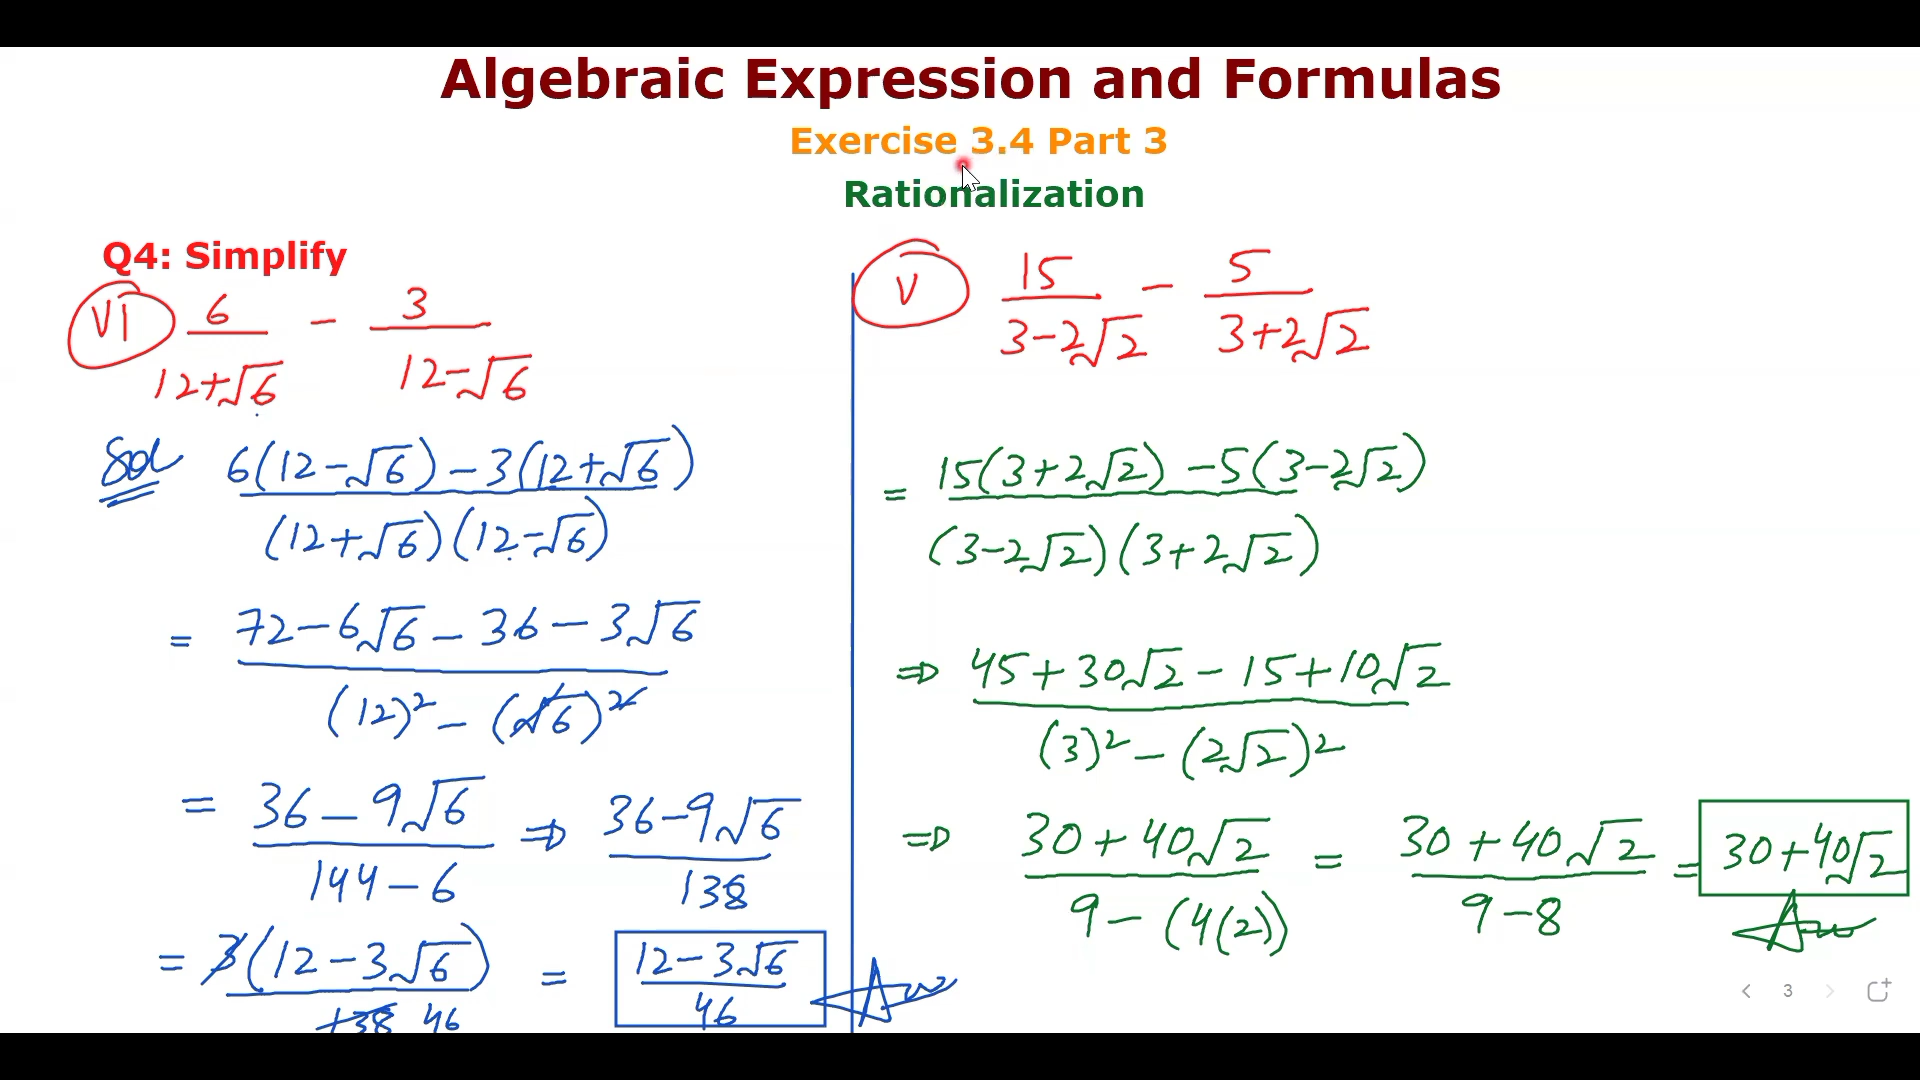 Algebraic Expression and Formulas
Exercise 3.4 Part 3
Rationalization
Q4: Simplify
VI 6/(12+√6) - 3/(12-√6)
Sol (6(12-√6) - 3(12+√6))/((12+√6)(12-√6))
= (72-6√6 - 36 - 3√6)/((12)² - (√6)²)
= (36 - 9√6)/(144 - 6) ⇒ (36-9√6)/138
= 3(12-3√6)/(138 46) = (12-3√6)/46 Ans
V 15/(3-2√2) - 5/(3+2√2)
= (15(3+2√2) - 5(3-2√2))/((3-2√2)(3+2√2))
⇒ (45+30√2 - 15+10√2)/((3)² - (2√2)²)
⇒ (30+40√2)/(9-(4(2))) = (30+40√2)/(9-8) = 30+40√2
Ans
3